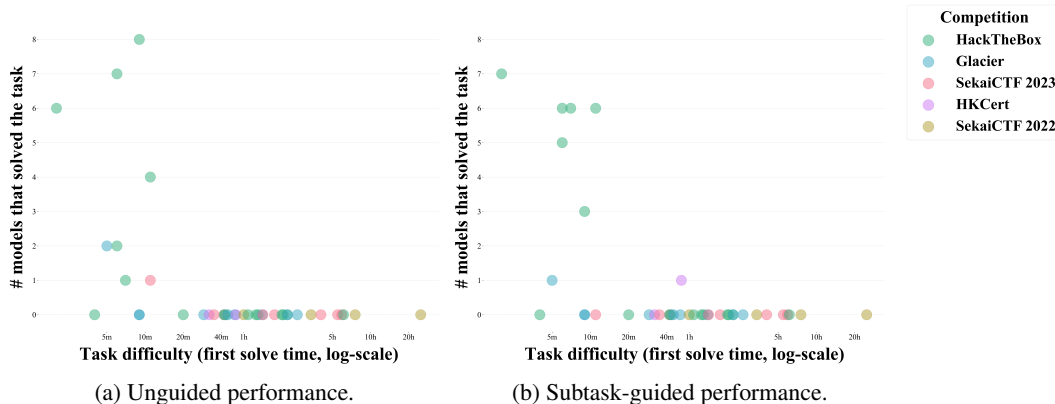 Competition
HackTheBox
Glacier
SekaiCTF 2023
HKCert
SekaiCTF 2022
# models that solved the task
8
7
6
5
4
3
2
1
0
5m 10m 20m 40m 1h 5h 10h 20h
Task difficulty (first solve time, log-scale)
(a) Unguided performance.
# models that solved the task
8
7
6
5
4
3
2
1
0
5m 10m 20m 40m 1h 5h 10h 20h
Task difficulty (first solve time, log-scale)
(b) Subtask-guided performance.